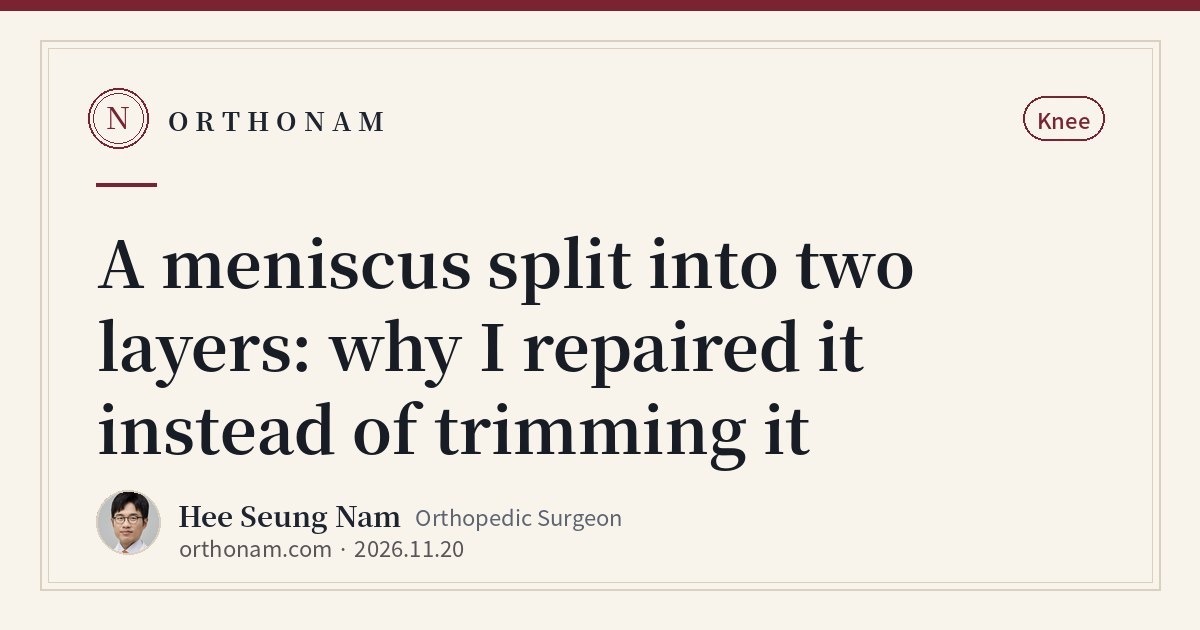 N ORTHONAM
Knee
A meniscus split into two
layers: why I repaired it
instead of trimming it
Hee Seung Nam Orthopedic Surgeon
orthonam.com · 2026.11.20